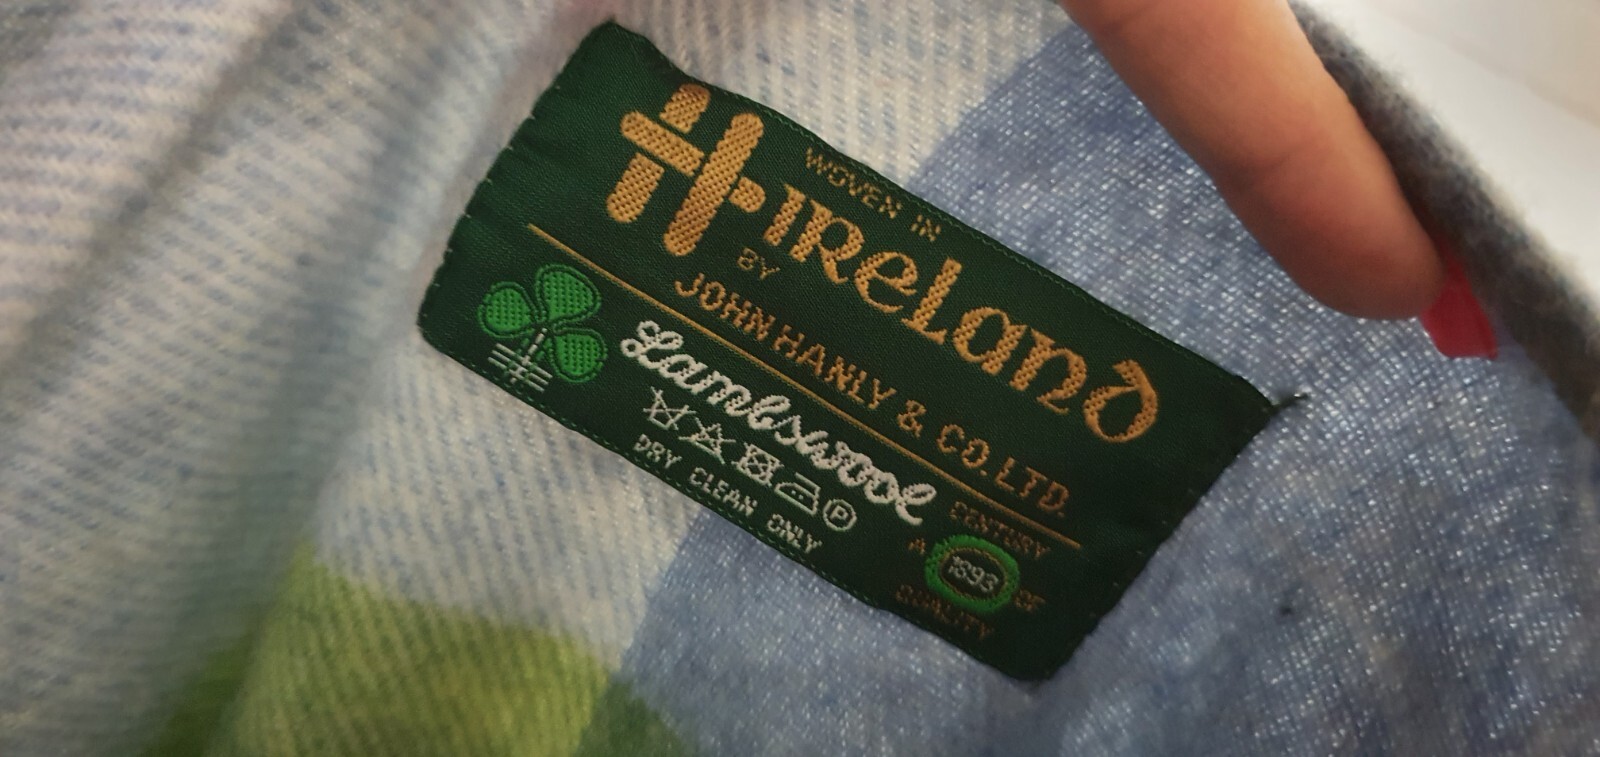 WOVEN IN
H IRELAND
BY
JOHN HANLY & CO. LTD.
Lambswool
P
DRY CLEAN ONLY
A CENTURY OF QUALITY
1893